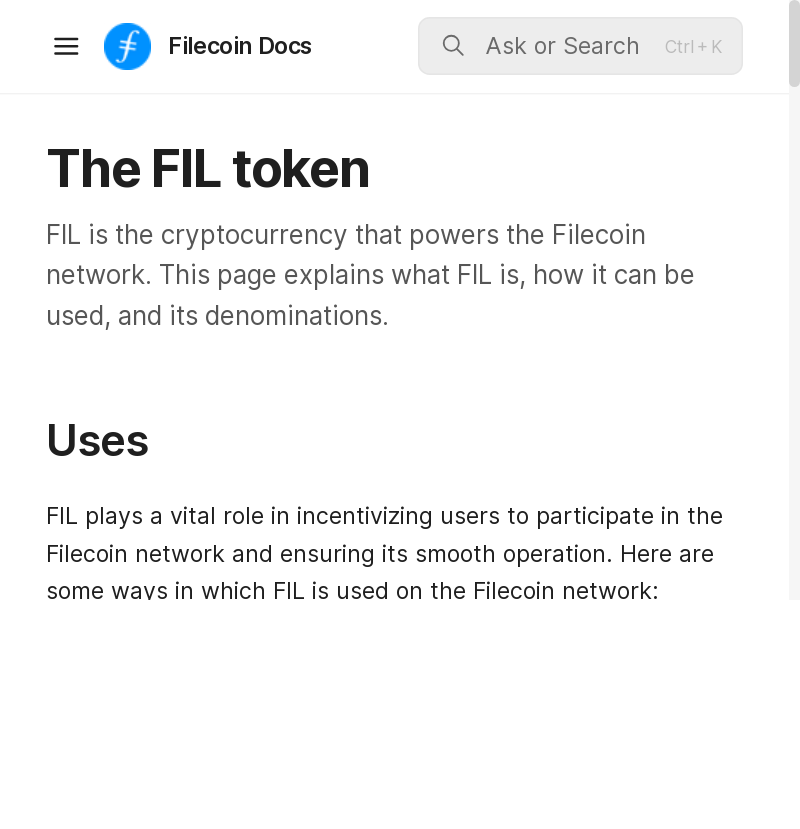 Filecoin Docs
Ask or Search
Ctrl + K
The FIL token
FIL is the cryptocurrency that powers the Filecoin
network. This page explains what FIL is, how it can be
used, and its denominations.
Uses
FIL plays a vital role in incentivizing users to participate in the
Filecoin network and ensuring its smooth operation. Here are
some ways in which FIL is used on the Filecoin network: